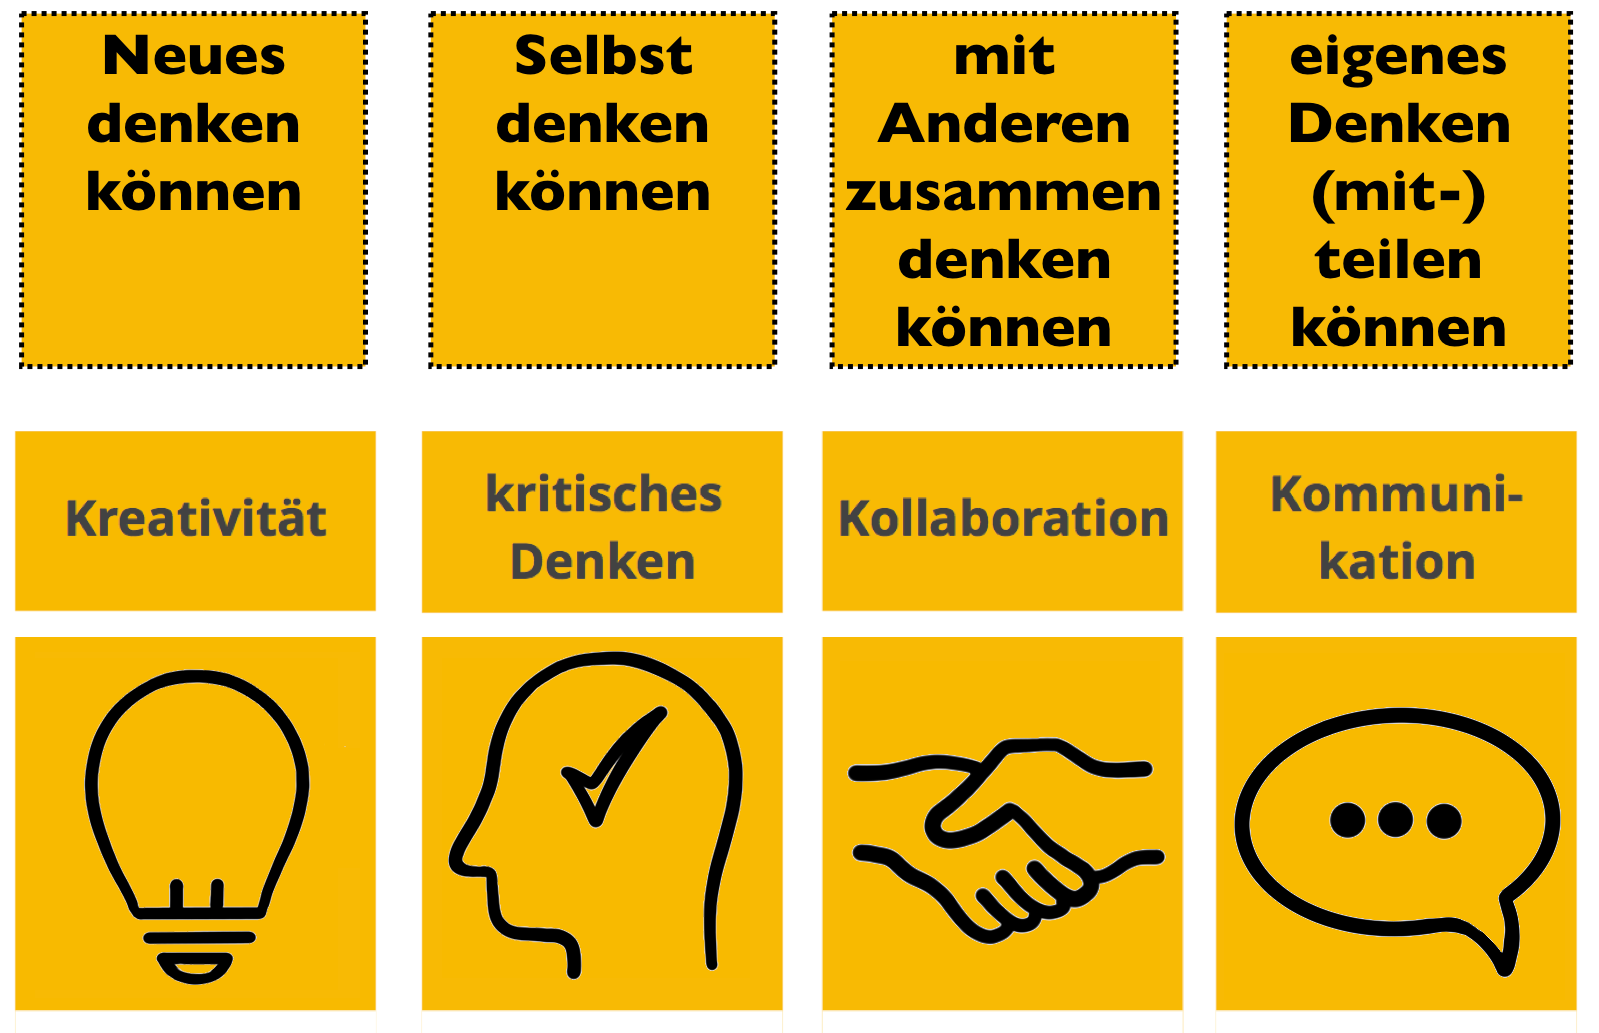 Neues
denken
können
Selbst
denken
können
mit
Anderen
zusammen
denken
können
eigenes
Denken
(mit-)
teilen
können
Kreativität
kritisches
Denken
Kollaboration
Kommuni-
kation